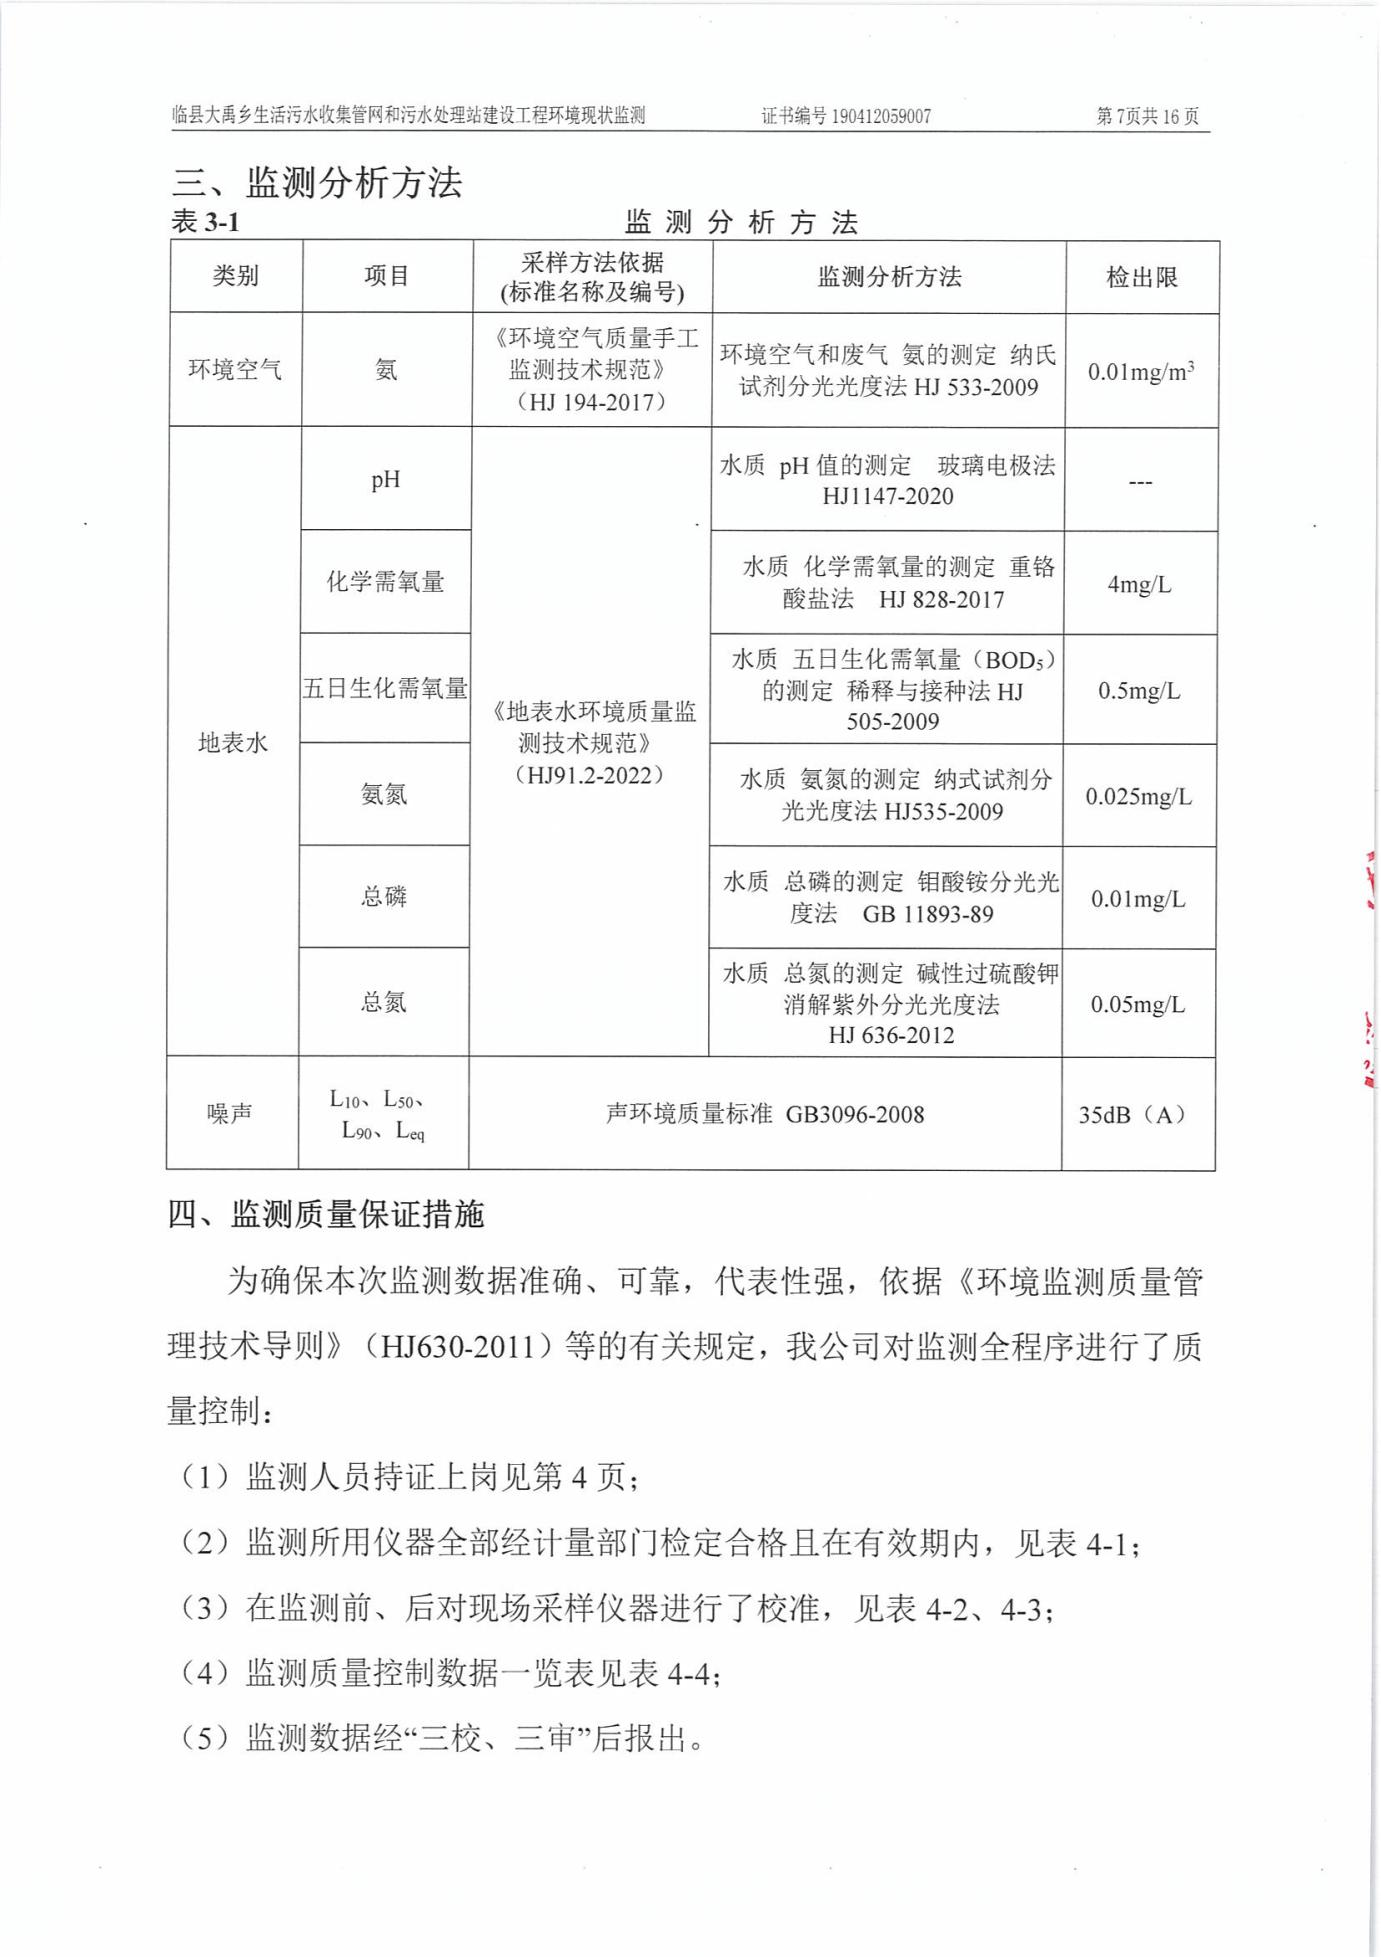 临县大禹乡生活污水收集管网和污水处理站建设工程环境现状监测 证书编号 190412059007 第 7页共 16 页
三、监测分析方法
表 3-1 监 测 分 析 方 法
类别 项目 采样方法依据 (标准名称及编号) 监测分析方法 检出限
环境空气 氨 《环境空气质量手工 监测技术规范》 (HJ 194-2017) 环境空气和废气 氨的测定 纳氏 试剂分光光度法 HJ 533-2009 0.01mg/m³
地表水
《地表水环境质量监
测技术规范》
(HJ91.2-2022)
pH 水质 pH 值的测定 玻璃电极法 HJ1147-2020 ---
化学需氧量 水质 化学需氧量的测定 重铬 酸盐法 HJ 828-2017 4mg/L
五日生化需氧量 水质 五日生化需氧量（BOD₅） 的测定 稀释与接种法 HJ 505-2009 0.5mg/L
氨氮 水质 氨氮的测定 纳式试剂分 光光度法 HJ535-2009 0.025mg/L
总磷 水质 总磷的测定 钼酸铵分光光 度法 GB 11893-89 0.01mg/L
总氮 水质 总氮的测定 碱性过硫酸钾 消解紫外分光光度法 HJ 636-2012 0.05mg/L
噪声 L₁₀、L₅₀、 L₉₀、Leq 声环境质量标准 GB3096-2008 35dB（A）
四、监测质量保证措施
为确保本次监测数据准确、可靠，代表性强，依据《环境监测质量管
理技术导则》（HJ630-2011）等的有关规定，我公司对监测全程序进行了质
量控制：
（1）监测人员持证上岗见第 4 页；
（2）监测所用仪器全部经计量部门检定合格且在有效期内，见表 4-1；
（3）在监测前、后对现场采样仪器进行了校准，见表 4-2、4-3；
（4）监测质量控制数据一览表见表 4-4；
（5）监测数据经“三校、三审”后报出。